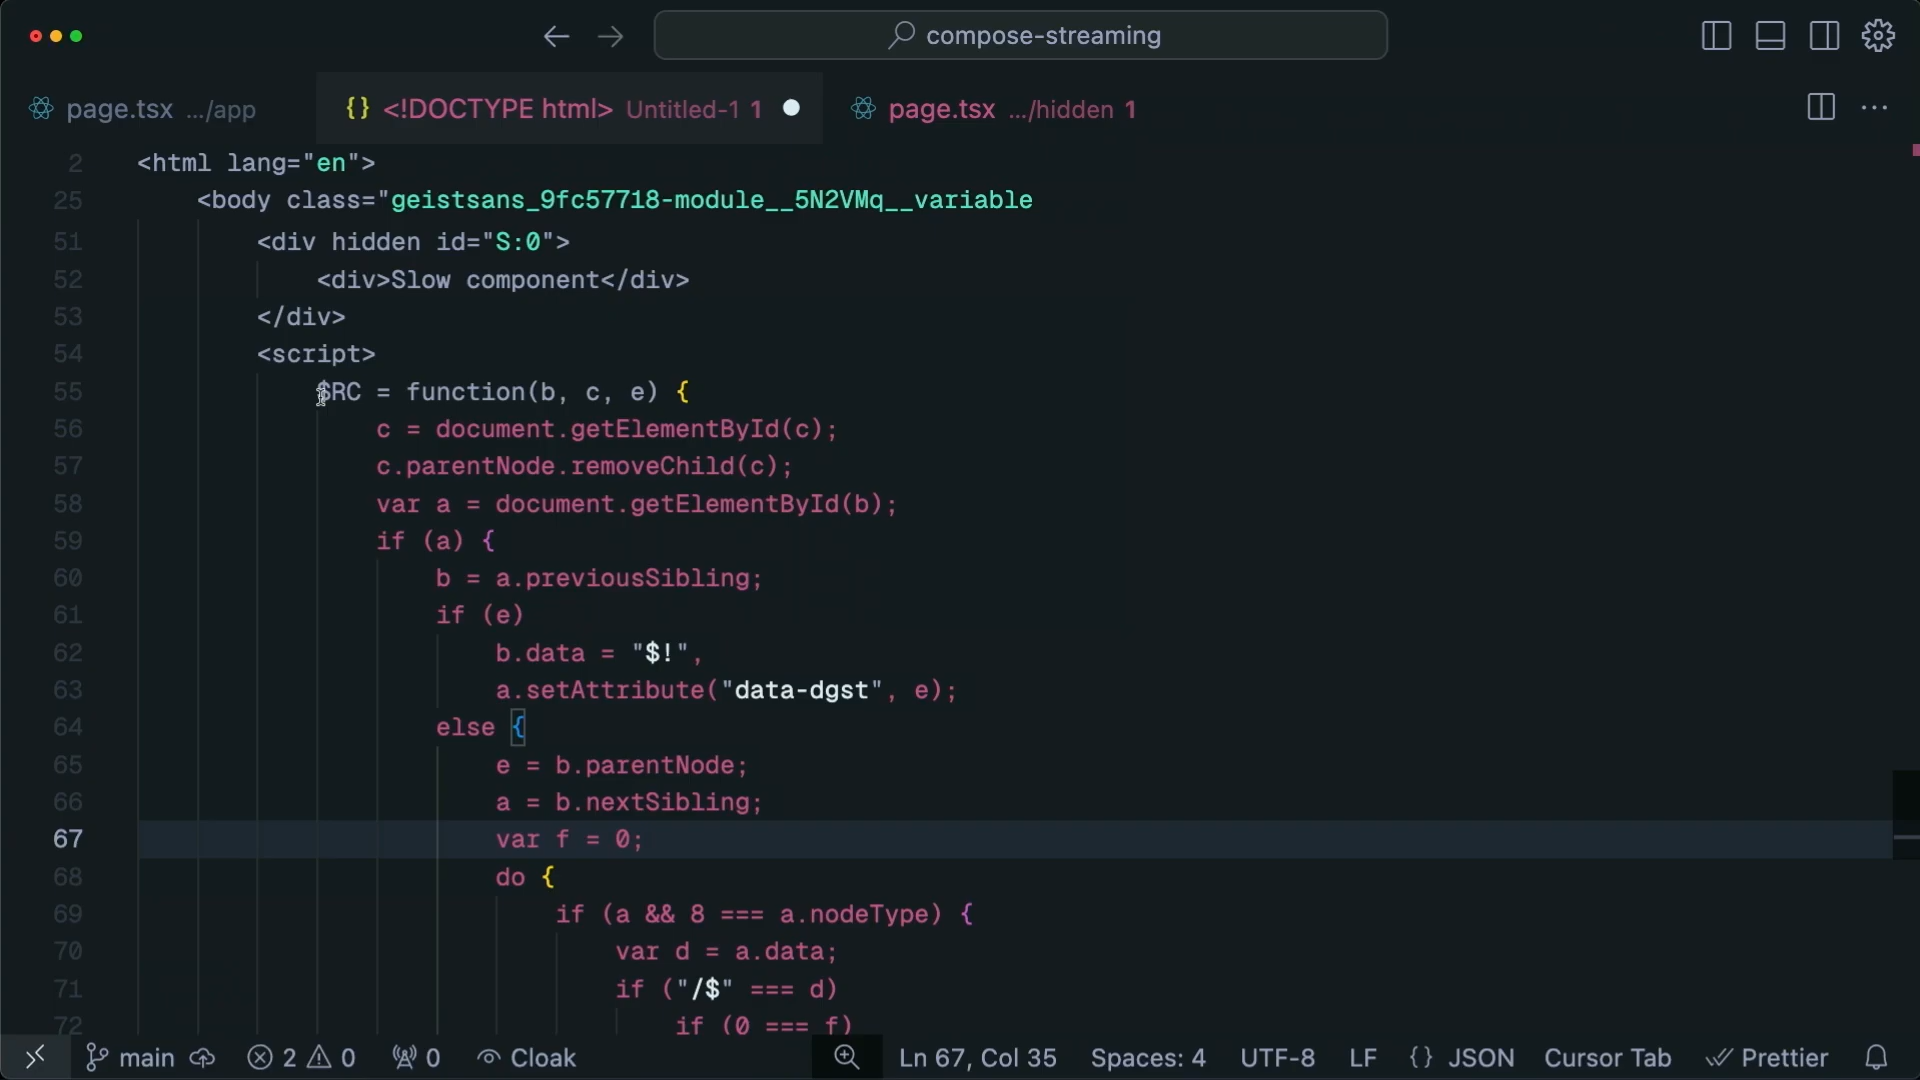 compose-streaming
page.tsx .../app
{} <!DOCTYPE html> Untitled-1 1
page.tsx .../hidden 1
2 <html lang="en">
25 <body class="geistsans_9fc57718-module__5N2VMq__variable
51 <div hidden id="S:0">
52 <div>Slow component</div>
53 </div>
54 <script>
55 $RC = function(b, c, e) {
56 c = document.getElementById(c);
57 c.parentNode.removeChild(c);
58 var a = document.getElementById(b);
59 if (a) {
60 b = a.previousSibling;
61 if (e)
62 b.data = "$!",
63 a.setAttribute("data-dgst", e);
64 else {
65 e = b.parentNode;
66 a = b.nextSibling;
67 var f = 0;
68 do {
69 if (a && 8 === a.nodeType) {
70 var d = a.data;
71 if ("/$" === d)
72 if (0 === f)
main 2 0 0 Cloak Ln 67, Col 35 Spaces: 4 UTF-8 LF {} JSON Cursor Tab Prettier